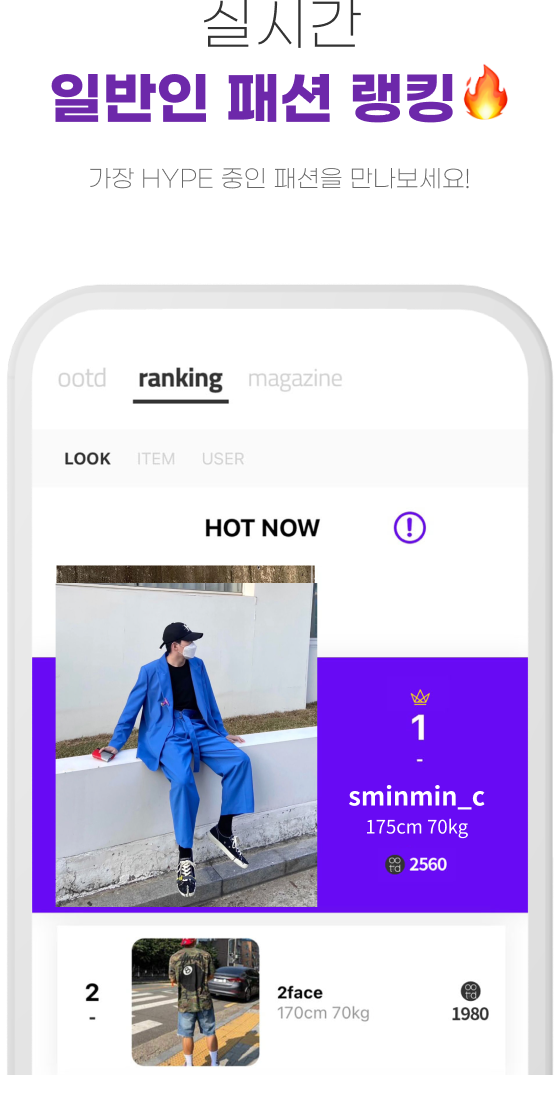 실시간
일반인 패션 랭킹🔥
가장 HYPE 중인 패션을 만나보세요!
ootd ranking magazine
LOOK ITEM USER
HOT NOW
1
-
sminmin_c
175cm 70kg
ootd 2560
2
-
2face
170cm 70kg
ootd
1980